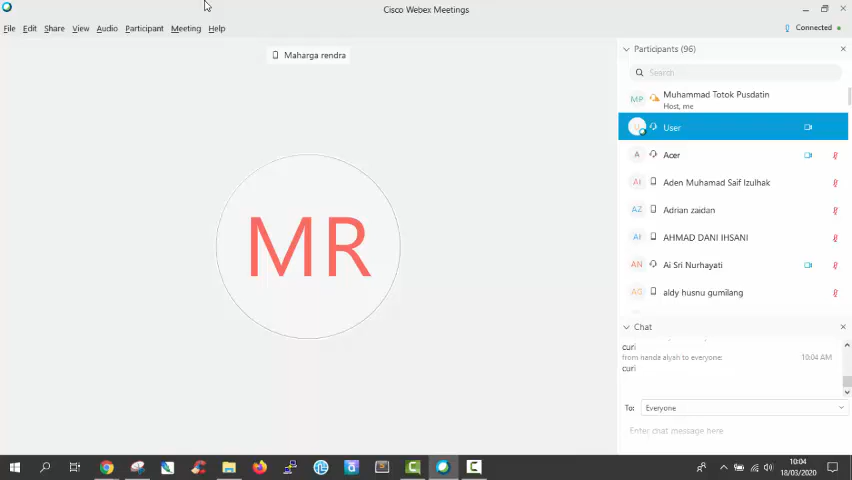 Cisco Webex Meetings
File Edit Share View Audio Participant Meeting Help
Connected
Maharga rendra
MR
Participants (96)
Search
MP Muhammad Totok Pusdatin
Host, me
User
A Acer
AI Aden Muhamad Saif Izulhak
AZ Adrian zaidan
AI AHMAD DANI IHSANI
AN Ai Sri Nurhayati
AG aldy husnu gumilang
Chat
curi
from nanda alyah to everyone: 10:04 AM
curi
To: Everyone
Enter chat message here
10:04
18/03/2020